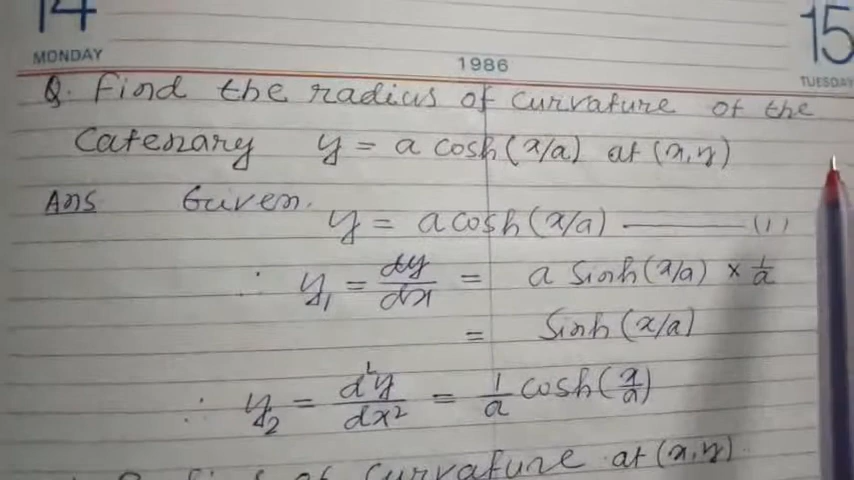 14 15
MONDAY 1986 TUESDAY
Q. Find the radius of curvature of the
Catenary y = a cosh(x/a) at (x,y)
Ans Given.
y = a cosh(x/a) ——— (1)
∴ y₁ = dy/dx = a sinh(x/a) × 1/a
= Sinh(x/a)
∴ y₂ = d²y/dx² = 1/a cosh(x/a)
of curvature at (x,y).